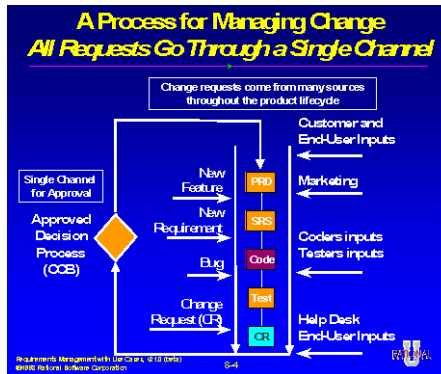 A Process for Managing Change
All Requests Go Through a Single Channel
Change requests come from many sources
throughout the product lifecycle
Customer and
End-User Inputs
Single Channel
for Approval
New
Feature
PRD
Marketing
Approved
Decision
Process
(CCB)
New
Requirement
SRS
Coders inputs
Testers inputs
Bug
Code
Test
Change
Request (CR)
CR
Help Desk
End-User Inputs
Requirements Management with Use Cases, v2.1.0 (beta)
©1998 Rational Software Corporation
6-4
RATIONAL